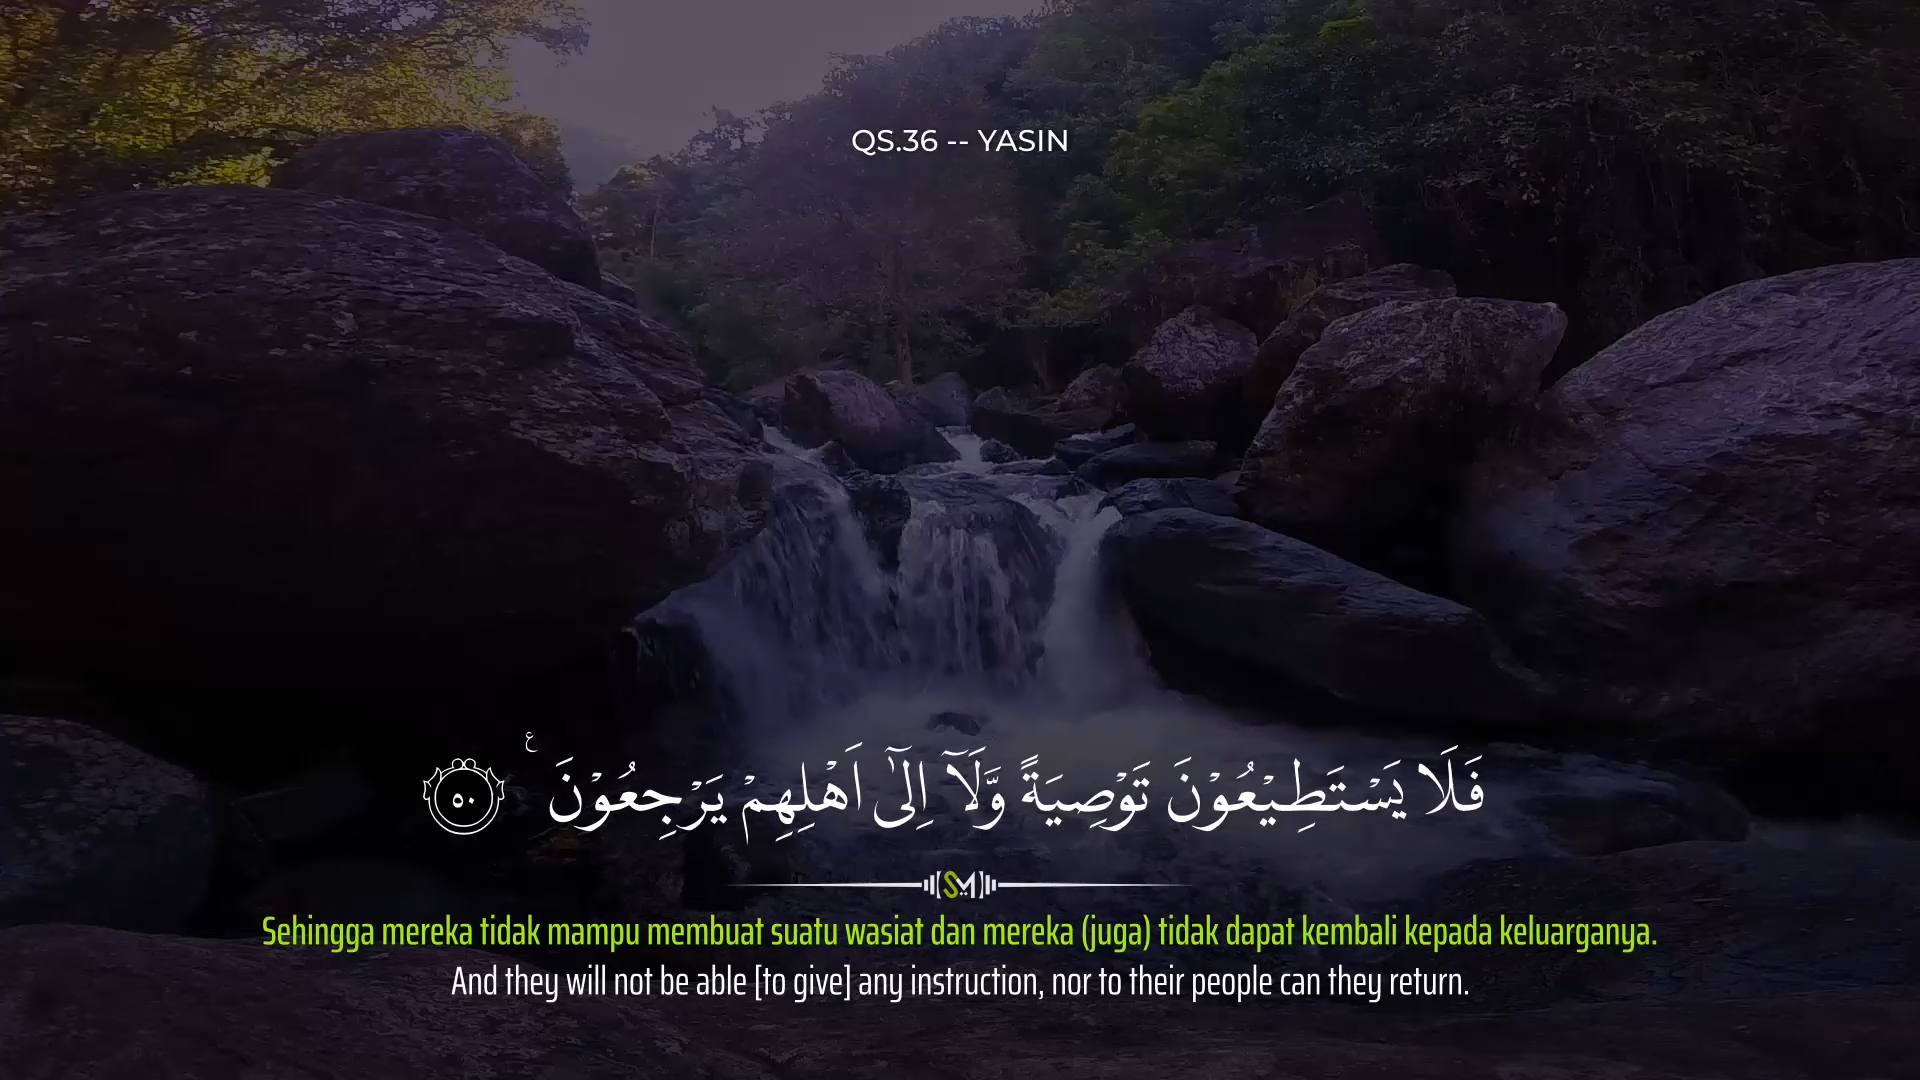 QS.36 -- YASIN
فَلَا يَسْتَطِيْعُوْنَ تَوْصِيَةً وَّلَآ اِلٰٓى اَهْلِهِمْ يَرْجِعُوْنَ ۚ ع ٥٠
SM
Sehingga mereka tidak mampu membuat suatu wasiat dan mereka (juga) tidak dapat kembali kepada keluarganya.
And they will not be able [to give] any instruction, nor to their people can they return.